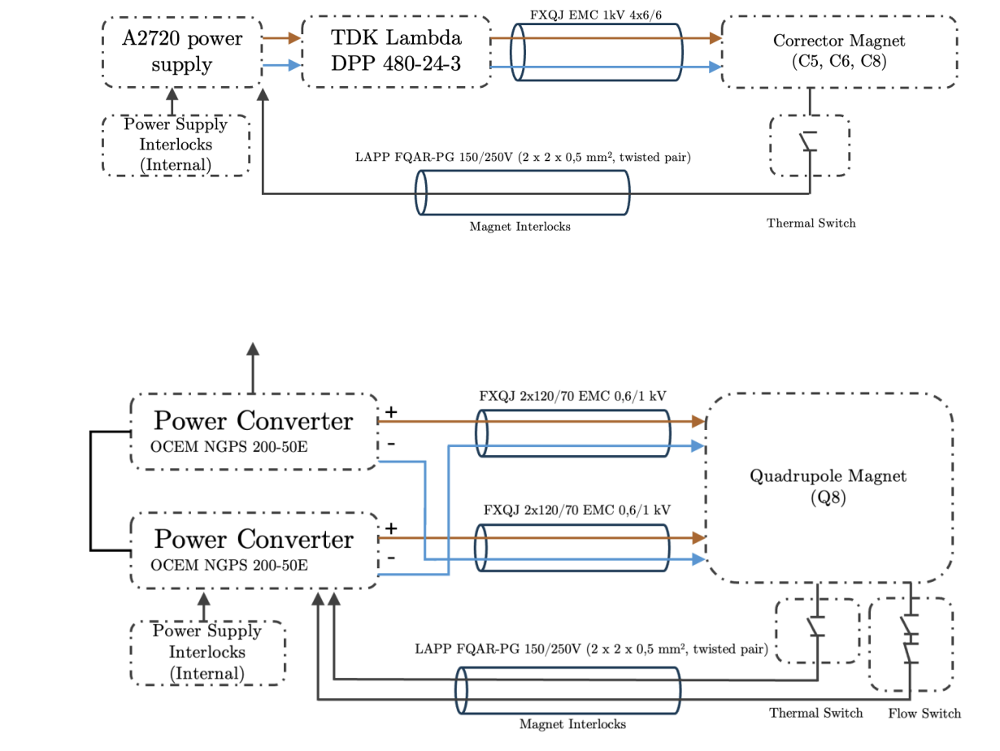 FXQJ EMC 1kV 4x6/6
A2720 power
supply
TDK Lambda
DPP 480-24-3
Corrector Magnet
(C5, C6, C8)
Power Supply
Interlocks
(Internal)
LAPP FQAR-PG 150/250V (2 x 2 x 0,5 mm², twisted pair)
Magnet Interlocks
Thermal Switch
Power Converter
OCEM NGPS 200-50E
+
-
FXQJ 2x120/70 EMC 0,6/1 kV
Quadrupole Magnet
(Q8)
FXQJ 2x120/70 EMC 0,6/1 kV
Power Converter
OCEM NGPS 200-50E
+
-
Power Supply
Interlocks
(Internal)
LAPP FQAR-PG 150/250V (2 x 2 x 0,5 mm², twisted pair)
Magnet Interlocks
Thermal Switch
Flow Switch